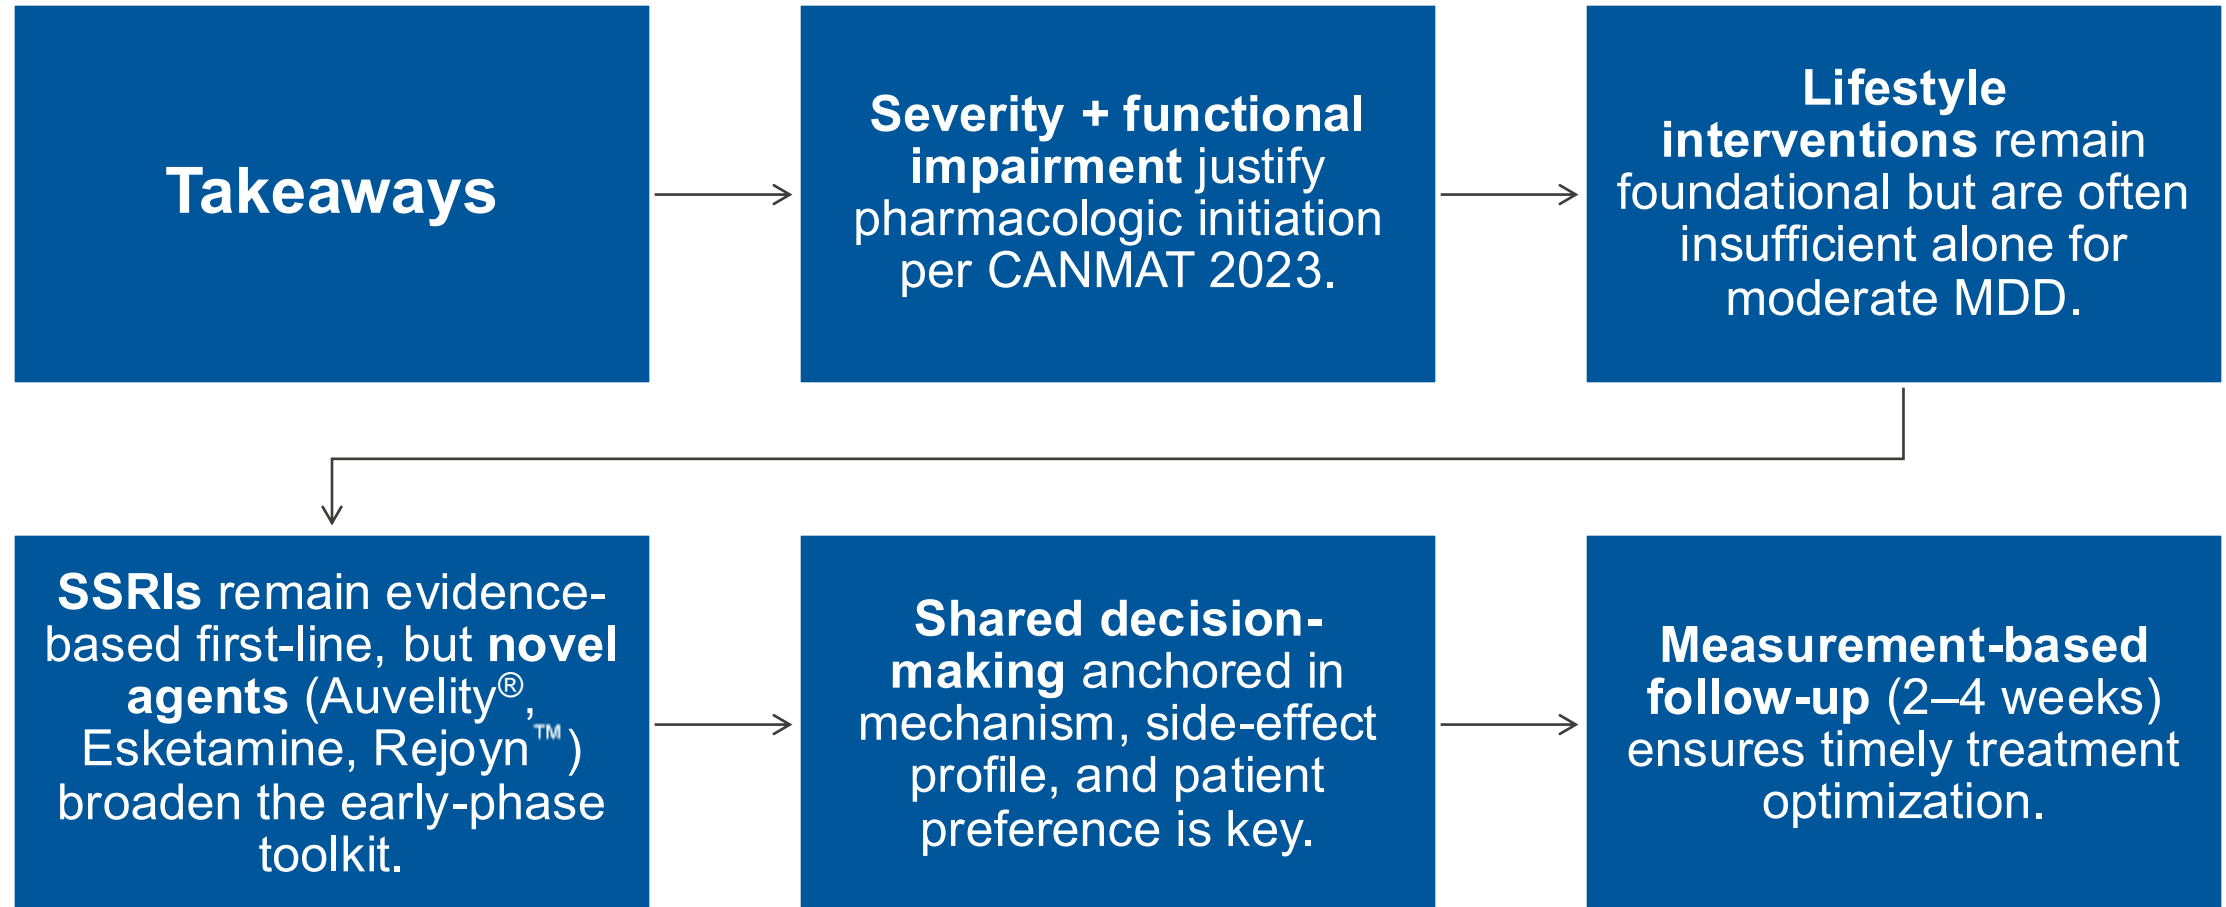 Takeaways
Severity + functional
impairment justify
pharmacologic initiation
per CANMAT 2023.
Lifestyle
interventions remain
foundational but are often
insufficient alone for
moderate MDD.
SSRIs remain evidence-
based first-line, but novel
agents (Auvelity®,
Esketamine, Rejoyn™)
broaden the early-phase
toolkit.
Shared decision-
making anchored in
mechanism, side-effect
profile, and patient
preference is key.
Measurement-based
follow-up (2–4 weeks)
ensures timely treatment
optimization.